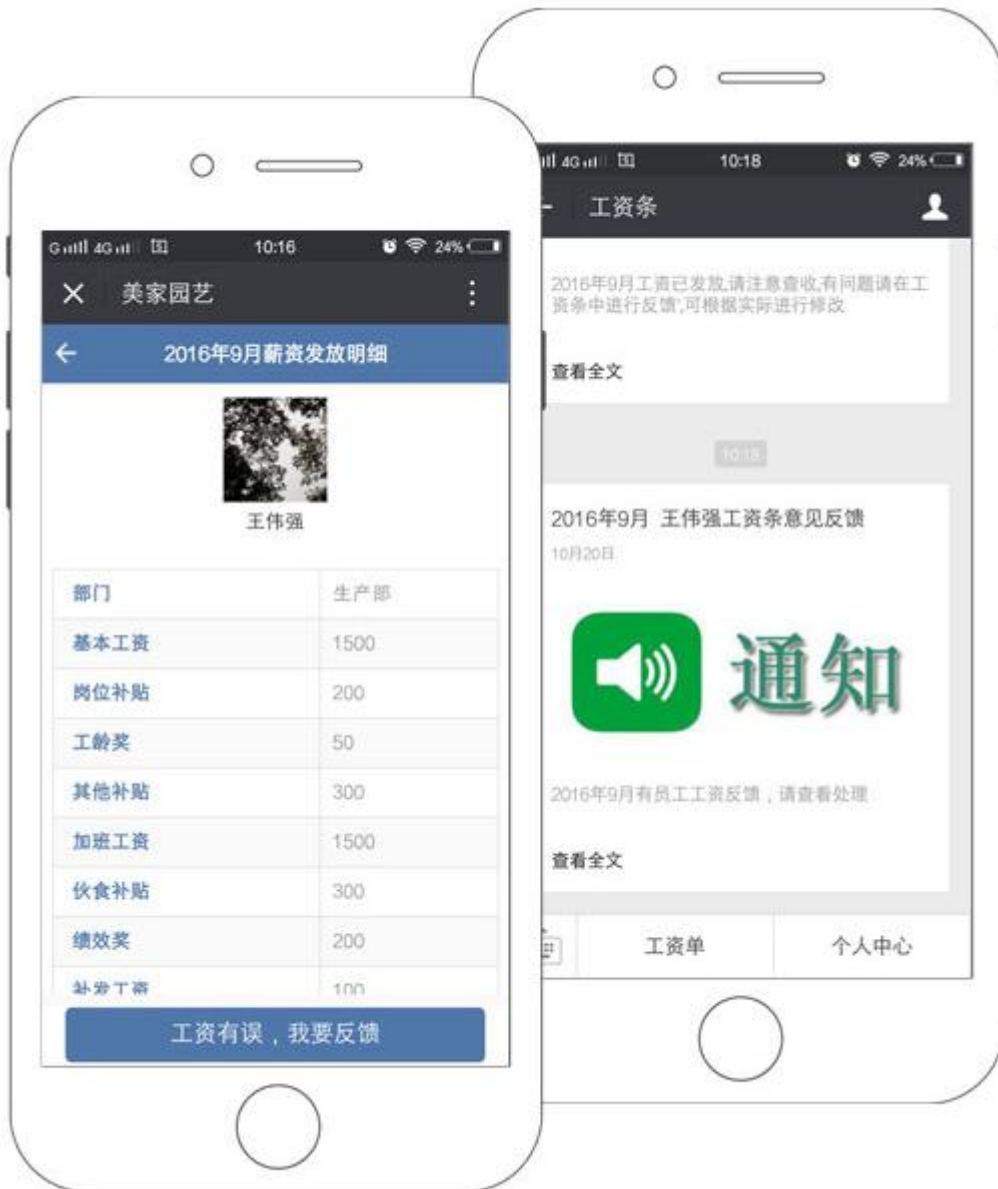 10:16
24%
美家园艺
2016年9月薪资发放明细
王伟强
部门 生产部
基本工资 1500
岗位补贴 200
工龄奖 50
其他补贴 300
加班工资 1500
伙食补贴 300
绩效奖 200
补发工资 100
工资有误，我要反馈
4G
10:18
24%
工资条
2016年9月工资已发放,请注意查收,有问题请在工
资条中进行反馈',可根据实际进行修改
查看全文
10:18
2016年9月 王伟强工资条意见反馈
10月20日
通知
2016年9月有员工工资反馈，请查看处理
查看全文
工资单
个人中心